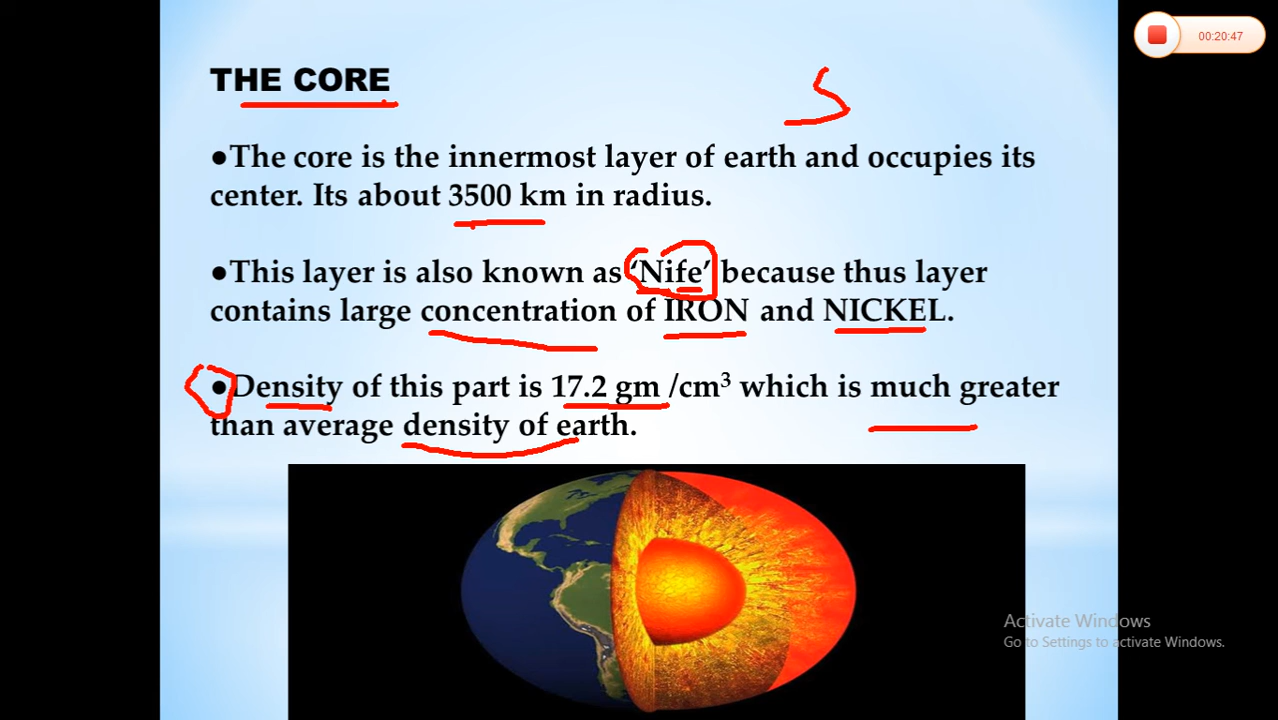 00:20:47
THE CORE
S
●The core is the innermost layer of earth and occupies its
center. Its about 3500 km in radius.
●This layer is also known as ‘Nife’ because thus layer
contains large concentration of IRON and NICKEL.
●Density of this part is 17.2 gm /cm³ which is much greater
than average density of earth.
Activate Windows
Go to Settings to activate Windows.